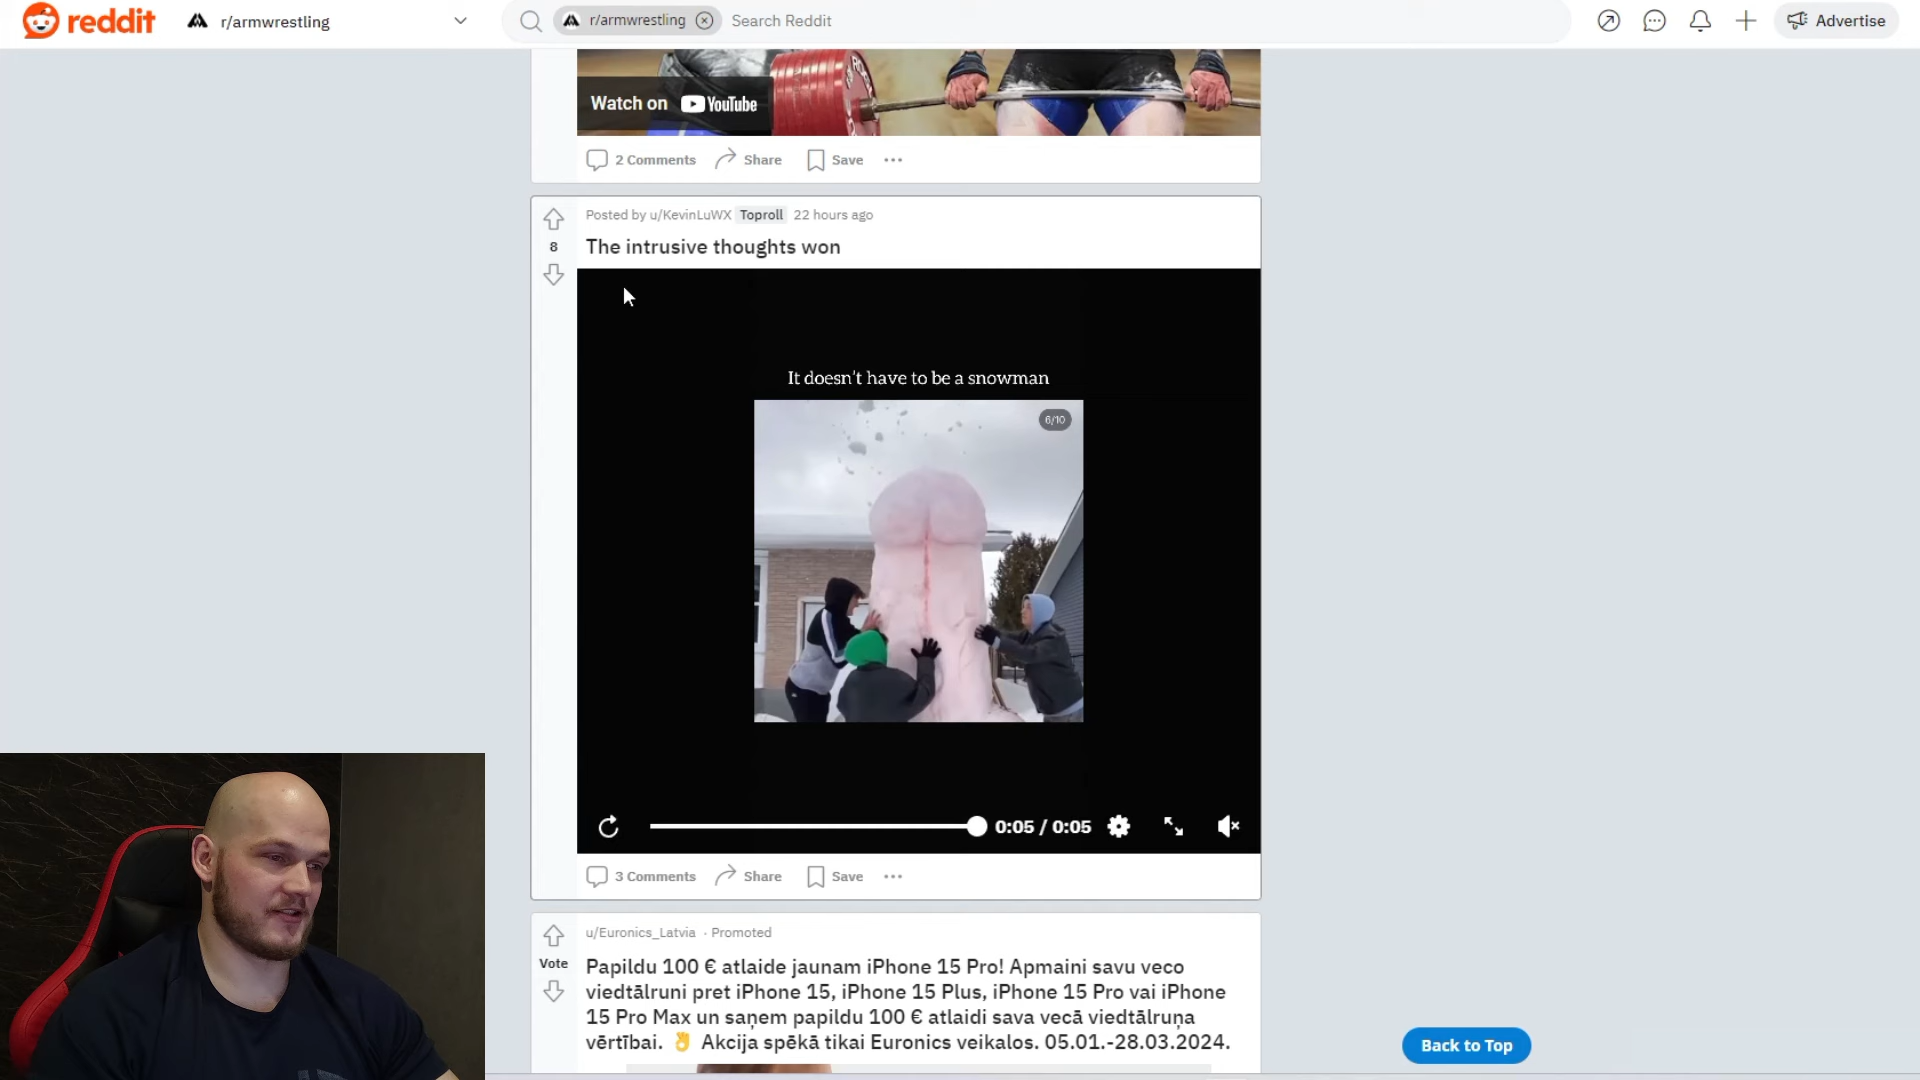 reddit r/armwrestling r/armwrestling Search Reddit Advertise
Watch on YouTube
2 Comments Share Save
Posted by u/KevinLuWX Toproll 22 hours ago
8
The intrusive thoughts won
It doesn't have to be a snowman
6/10
0:05 / 0:05
3 Comments Share Save
u/Euronics_Latvia · Promoted
Vote
Papildu 100 € atlaide jaunam iPhone 15 Pro! Apmaini savu veco
viedtālruni pret iPhone 15, iPhone 15 Plus, iPhone 15 Pro vai iPhone
15 Pro Max un saņem papildu 100 € atlaidi sava vecā viedtālruņa
vērtībai. 👌 Akcija spēkā tikai Euronics veikalos. 05.01.-28.03.2024.
Back to Top